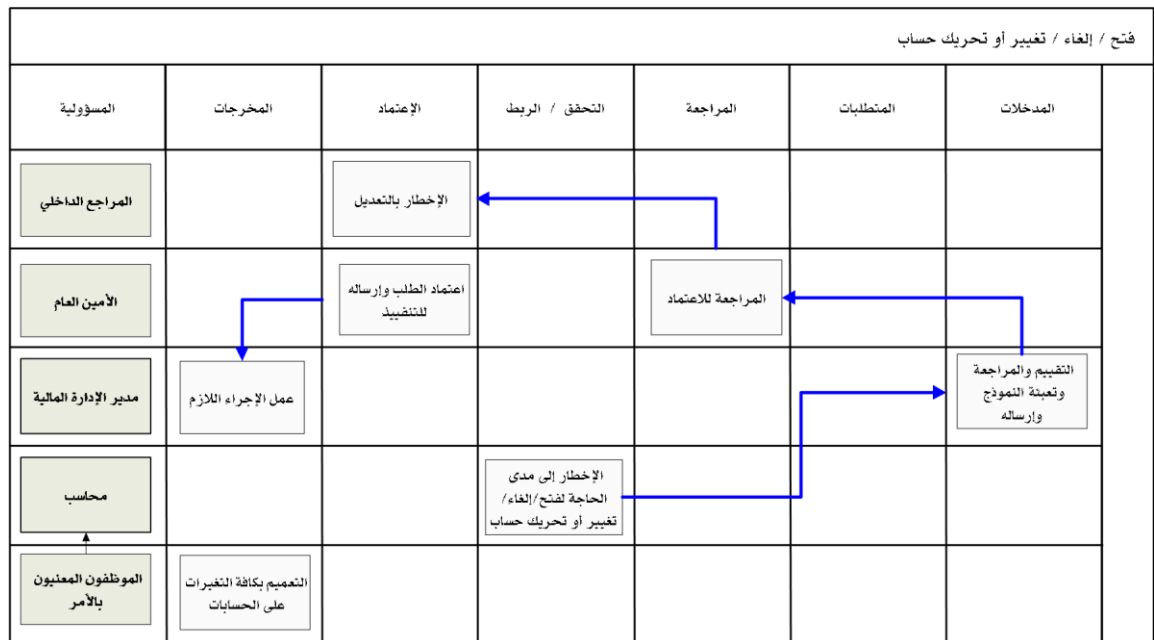 فتح / إلغاء / تغيير أو تحريك حساب
المدخلات
المتطلبات
المراجعة
التحقق / الربط
الإعتماد
المخرجات
المسؤولية
الإخطار بالتعديل
المراجع الداخلي
المراجعة للاعتماد
اعتماد الطلب وإرساله
للتنفييذ
الأمين العام
التقييم والمراجعة
وتعبئة النموذج
وإرساله
عمل الإجراء اللازم
مدير الإدارة المالية
الإخطار إلى مدى
الحاجة لفتح/إلغاء/
تغيير أو تحريك حساب
محاسب
التعميم بكافة التغيرات
على الحسابات
الموظفون المعنيون
بالأمر